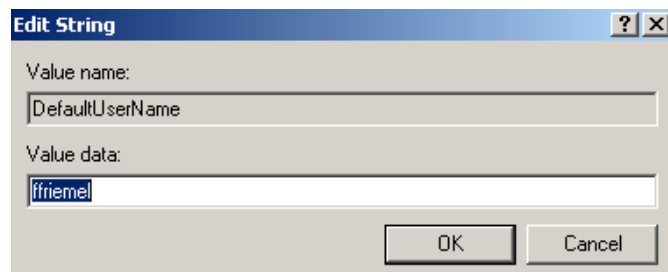 Edit String
Value name:
DefaultUserName
Value data:
ffriemel
OK Cancel